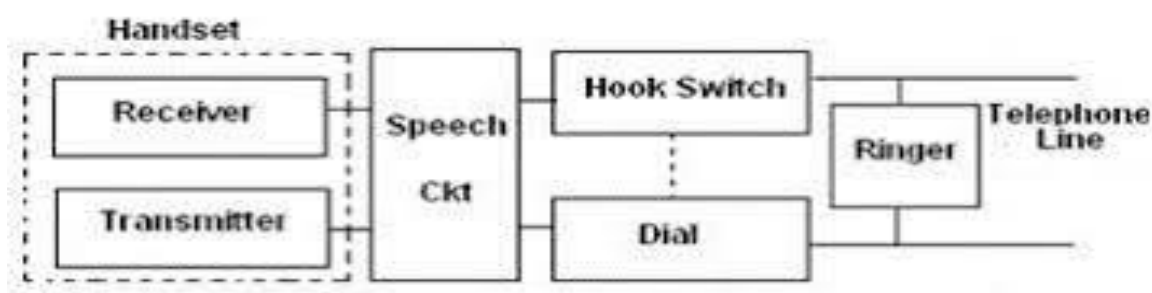 Handset
Receiver
Transmitter
Speech
Ckt
Hook Switch
Dial
Ringer
Telephone
Line